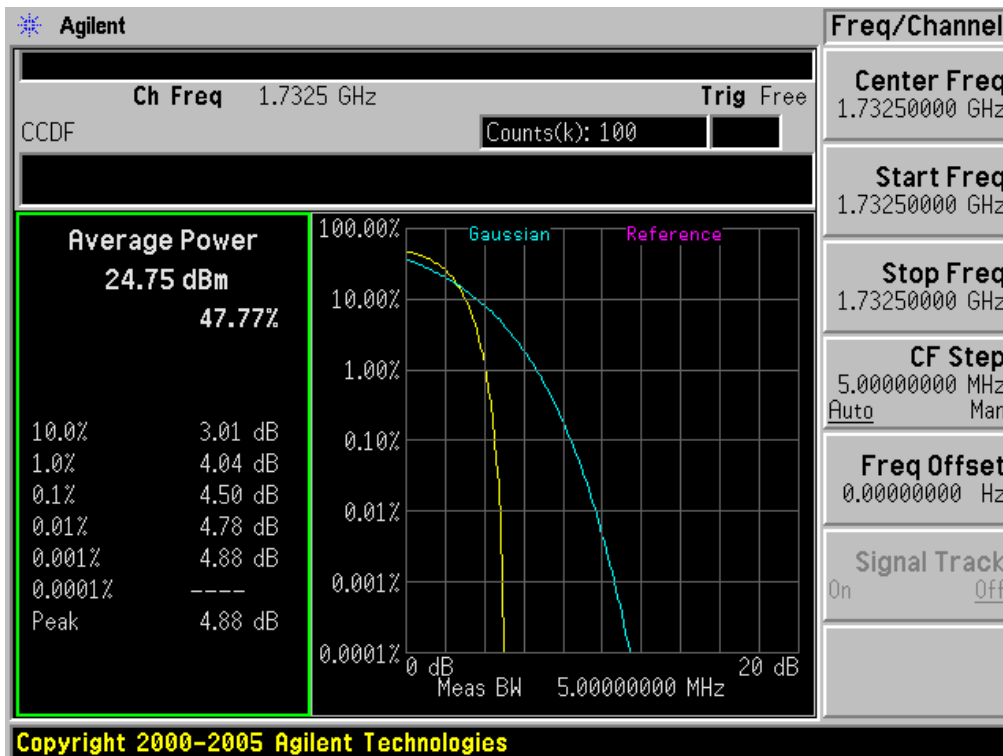 Agilent
Ch Freq 1.7325 GHz Trig Free
CCDF Counts(k): 100
Average Power
24.75 dBm
47.77%
10.0% 3.01 dB
1.0% 4.04 dB
0.1% 4.50 dB
0.01% 4.78 dB
0.001% 4.88 dB
0.0001% ----
Peak 4.88 dB
Gaussian Reference
100.00%
10.00%
1.00%
0.10%
0.01%
0.001%
0.0001%
0 dB 20 dB
Meas BW 5.00000000 MHz
Freq/Channel
Center Freq
1.73250000 GHz
Start Freq
1.73250000 GHz
Stop Freq
1.73250000 GHz
CF Step
5.00000000 MHz
Auto Man
Freq Offset
0.00000000 Hz
Signal Track
On Off
Copyright 2000-2005 Agilent Technologies